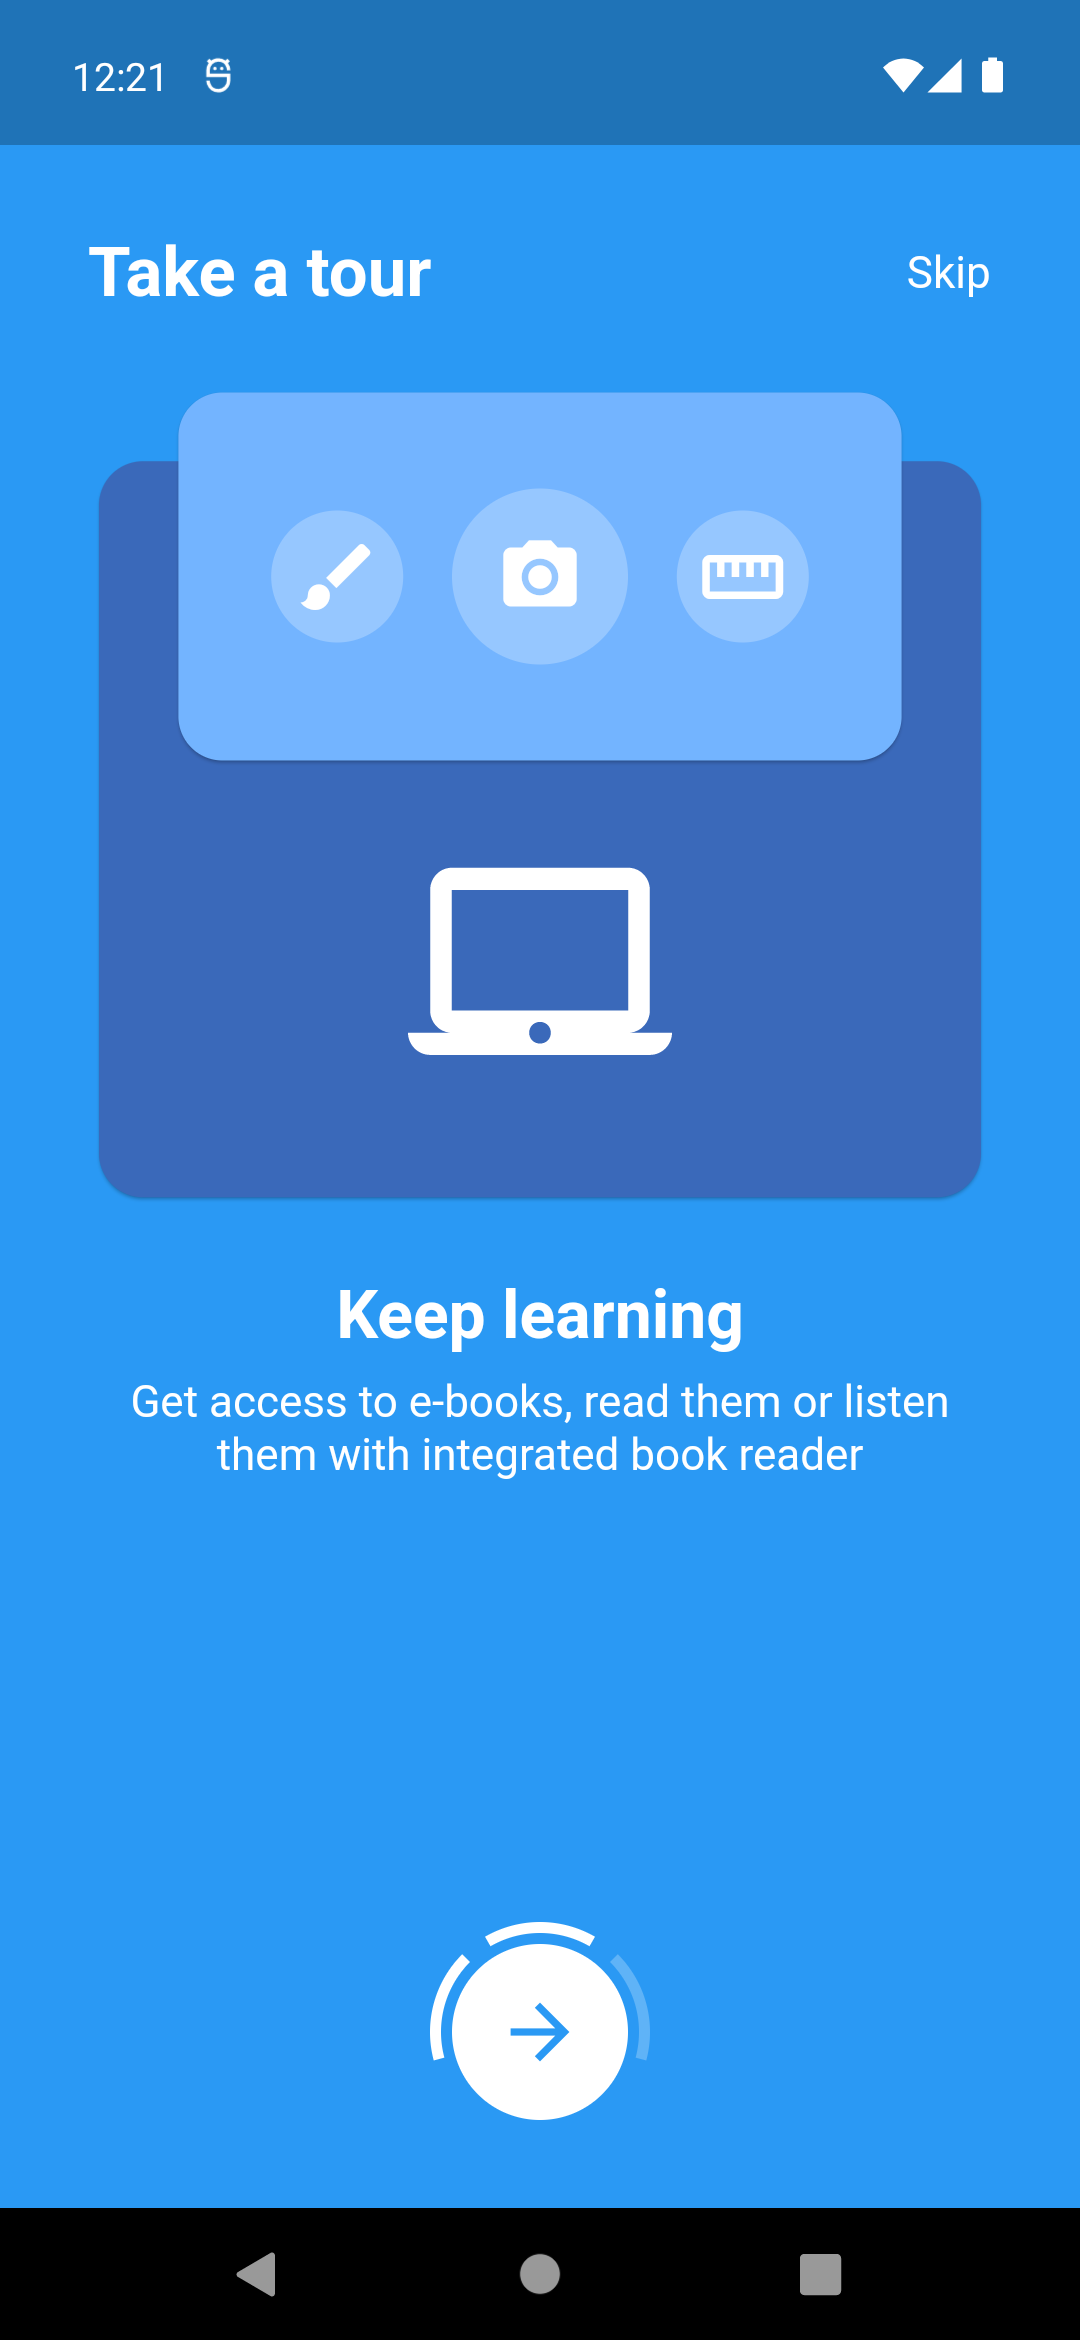 12:21
Take a tour
Skip
Keep learning
Get access to e-books, read them or listen
them with integrated book reader